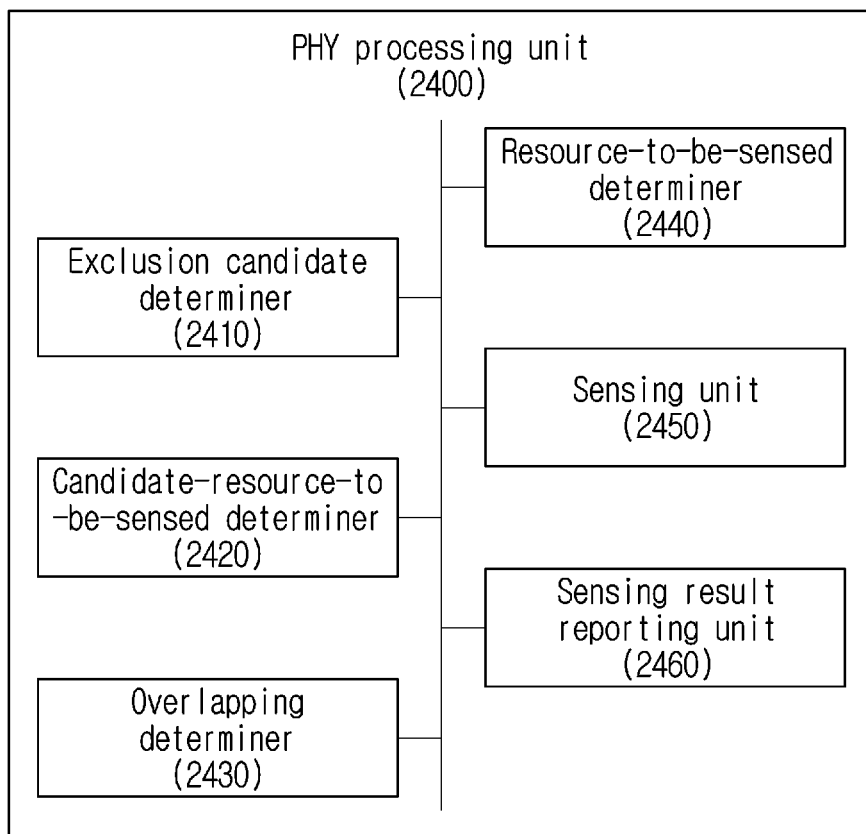 PHY processing unit
(2400)
Resource-to-be-sensed
determiner
(2440)
Exclusion candidate
determiner
(2410)
Sensing unit
(2450)
Candidate-resource-to
-be-sensed determiner
(2420)
Sensing result
reporting unit
(2460)
Overlapping
determiner
(2430)